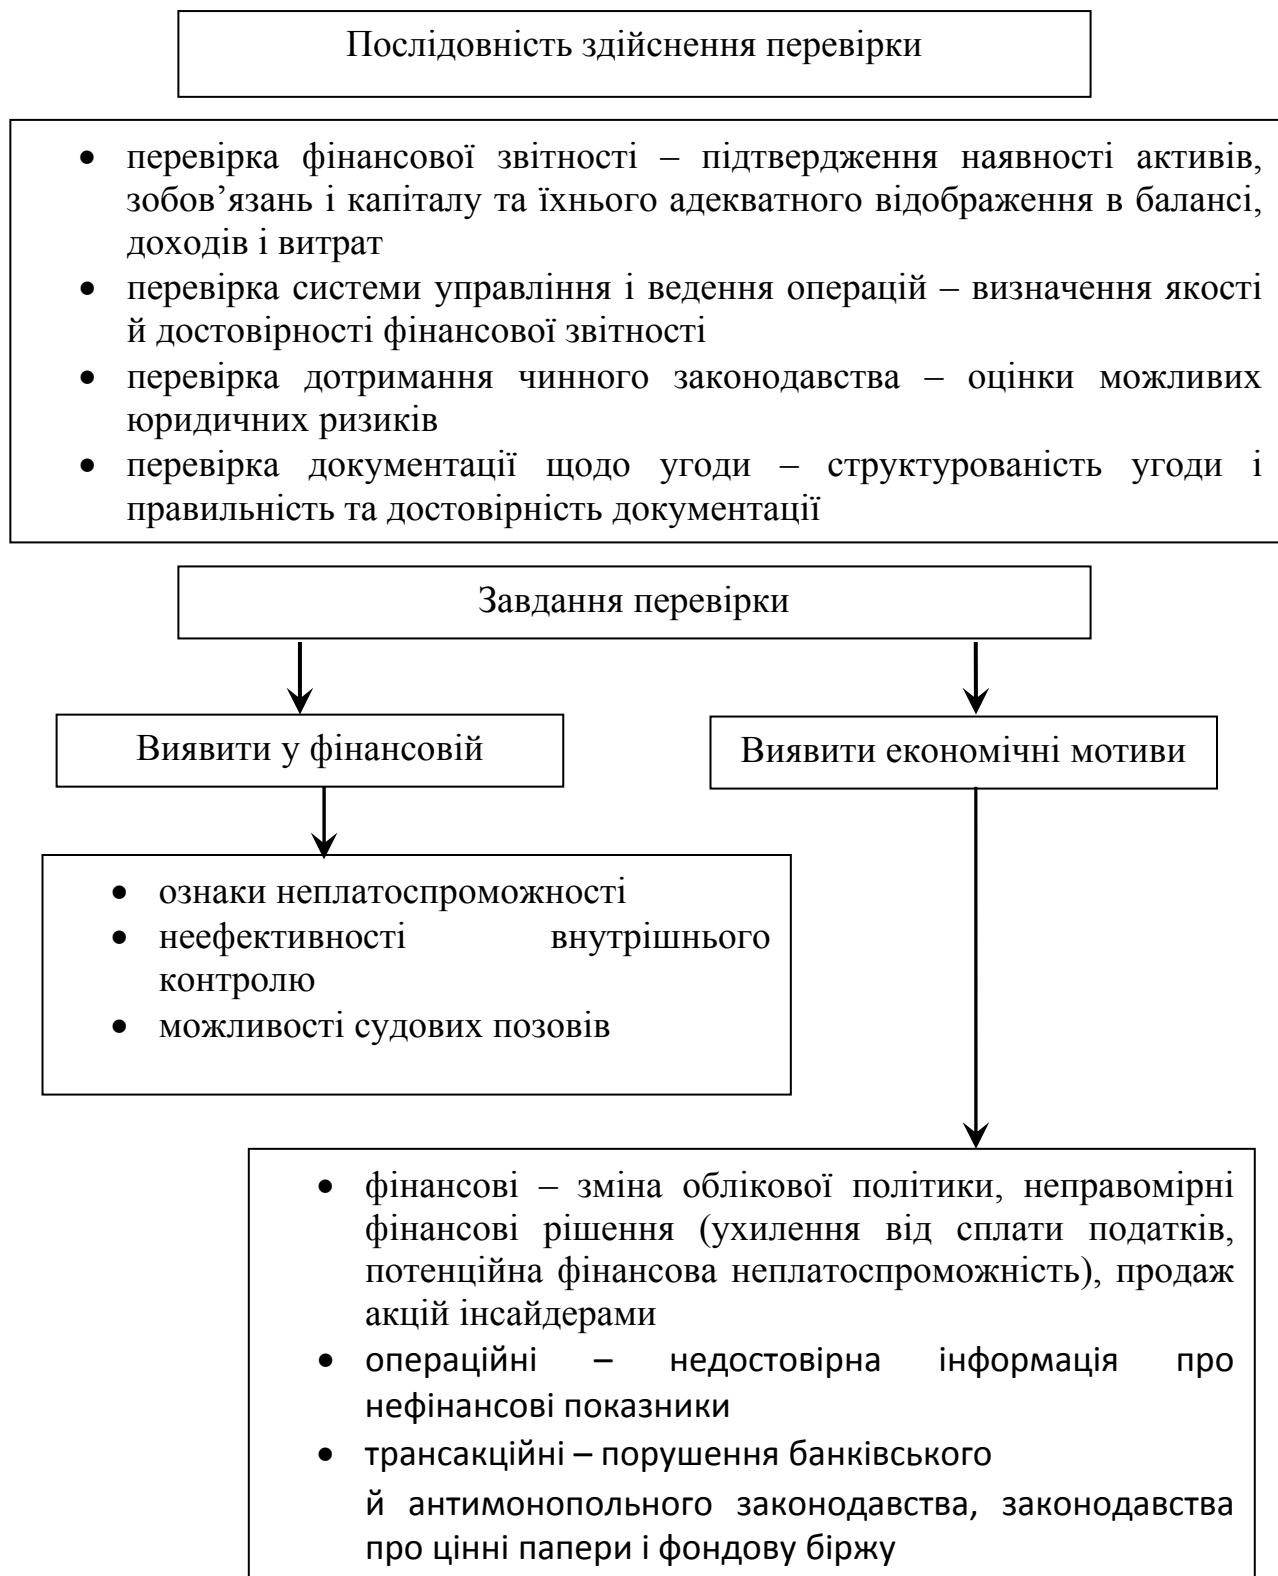 Послідовність здійснення перевірки
• перевірка фінансової звітності – підтвердження наявності активів,
зобов’язань і капіталу та їхнього адекватного відображення в балансі,
доходів і витрат
• перевірка системи управління і ведення операцій – визначення якості
й достовірності фінансової звітності
• перевірка дотримання чинного законодавства – оцінки можливих
юридичних ризиків
• перевірка документації щодо угоди – структурованість угоди і
правильність та достовірність документації
Завдання перевірки
Виявити у фінансовій
Виявити економічні мотиви
• ознаки неплатоспроможності
• неефективності внутрішнього
контролю
• можливості судових позовів
• фінансові – зміна облікової політики, неправомірні
фінансові рішення (ухилення від сплати податків,
потенційна фінансова неплатоспроможність), продаж
акцій інсайдерами
• операційні – недостовірна інформація про
нефінансові показники
• трансакційні – порушення банківського
й антимонопольного законодавства, законодавства
про цінні папери і фондову біржу